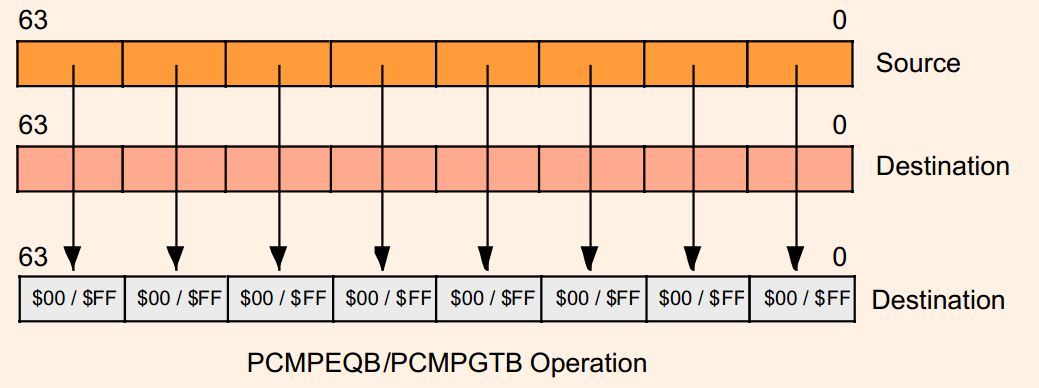 63 0
Source
63 0
Destination
63 0
$00 / $FF $00 / $FF $00 / $FF $00 / $FF $00 / $FF $00 / $FF $00 / $FF $00 / $FF
Destination
PCMPEQB/PCMPGTB Operation